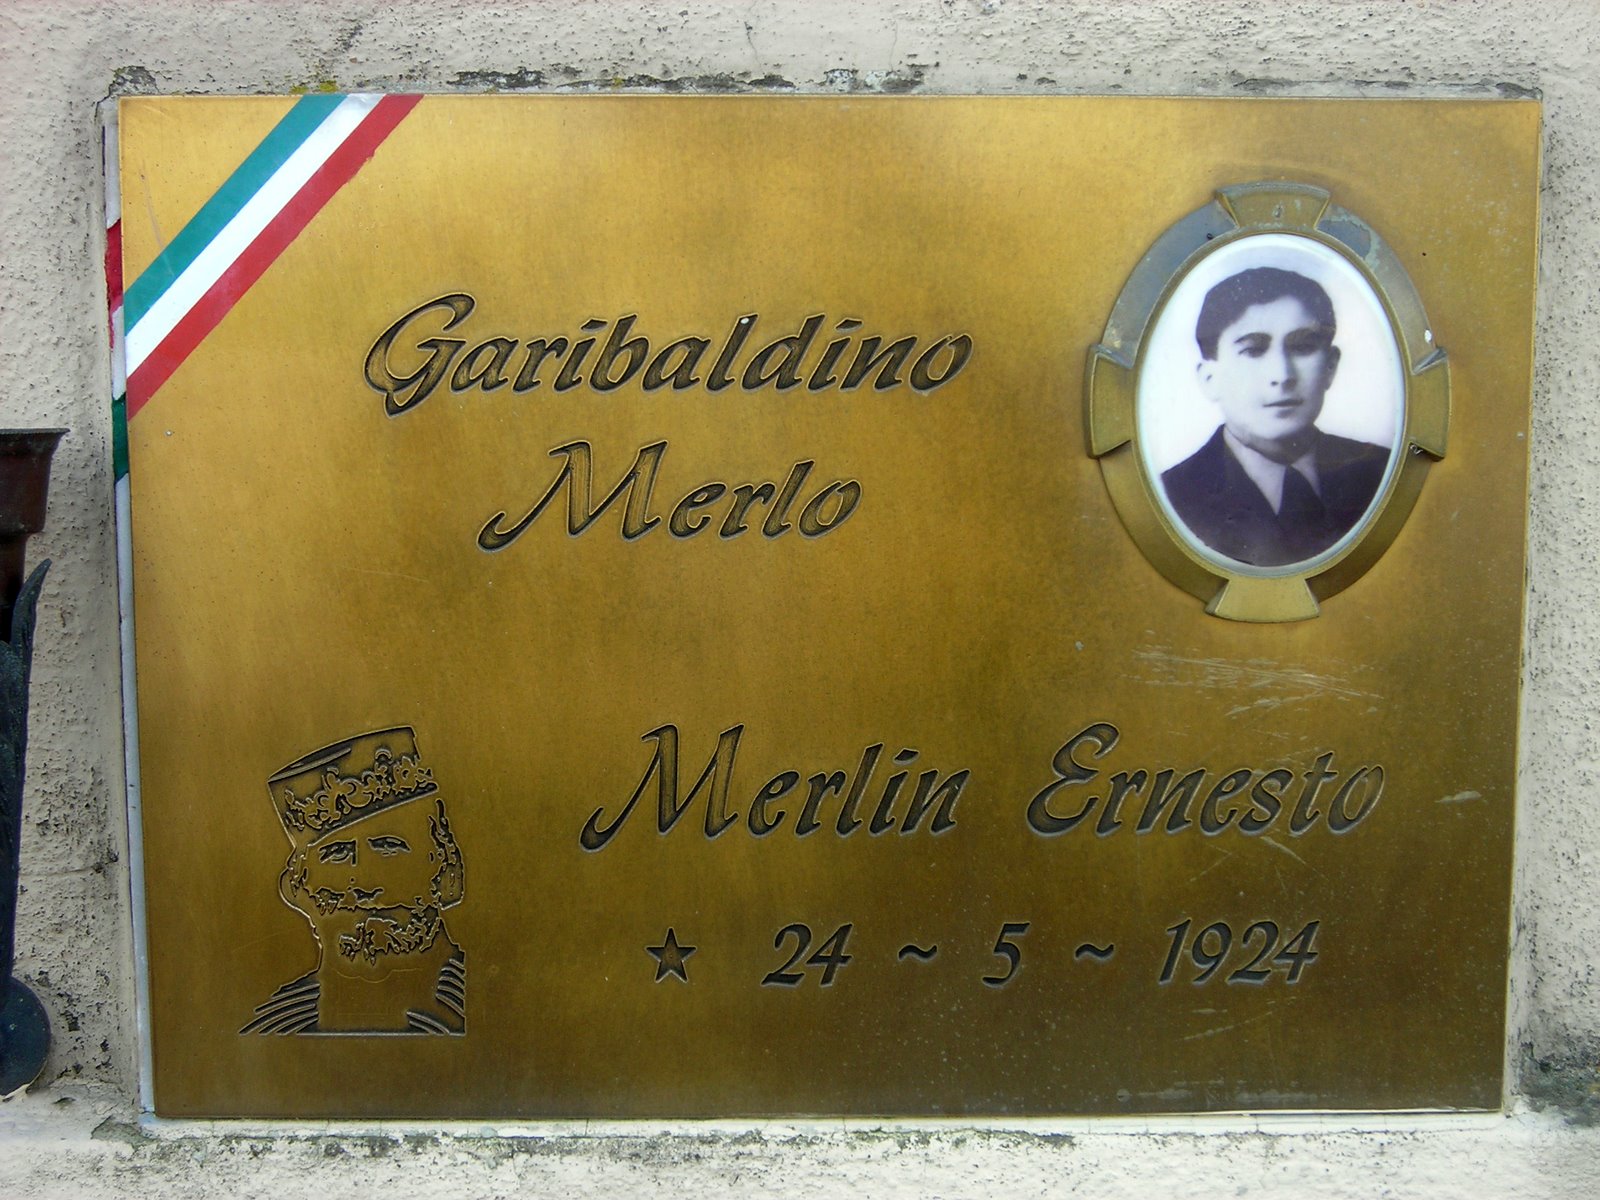 Garibaldino
Merlo
Merlin Ernesto
★ 24 ~ 5 ~ 1924